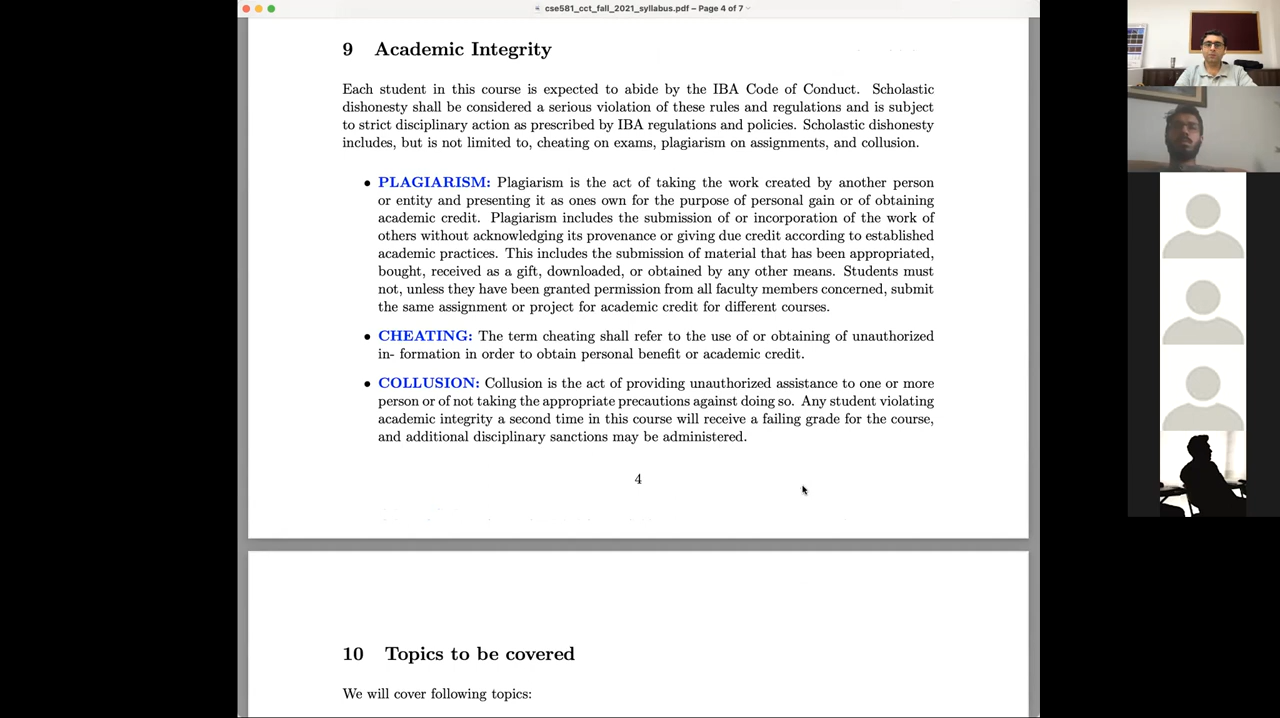 cse581_cct_fall_2021_syllabus.pdf – Page 4 of 7
9 Academic Integrity
Each student in this course is expected to abide by the IBA Code of Conduct. Scholastic
dishonesty shall be considered a serious violation of these rules and regulations and is subject
to strict disciplinary action as prescribed by IBA regulations and policies. Scholastic dishonesty
includes, but is not limited to, cheating on exams, plagiarism on assignments, and collusion.
• PLAGIARISM: Plagiarism is the act of taking the work created by another person
or entity and presenting it as ones own for the purpose of personal gain or of obtaining
academic credit. Plagiarism includes the submission of or incorporation of the work of
others without acknowledging its provenance or giving due credit according to established
academic practices. This includes the submission of material that has been appropriated,
bought, received as a gift, downloaded, or obtained by any other means. Students must
not, unless they have been granted permission from all faculty members concerned, submit
the same assignment or project for academic credit for different courses.
• CHEATING: The term cheating shall refer to the use of or obtaining of unauthorized
in- formation in order to obtain personal benefit or academic credit.
• COLLUSION: Collusion is the act of providing unauthorized assistance to one or more
person or of not taking the appropriate precautions against doing so. Any student violating
academic integrity a second time in this course will receive a failing grade for the course,
and additional disciplinary sanctions may be administered.
4
10 Topics to be covered
We will cover following topics: